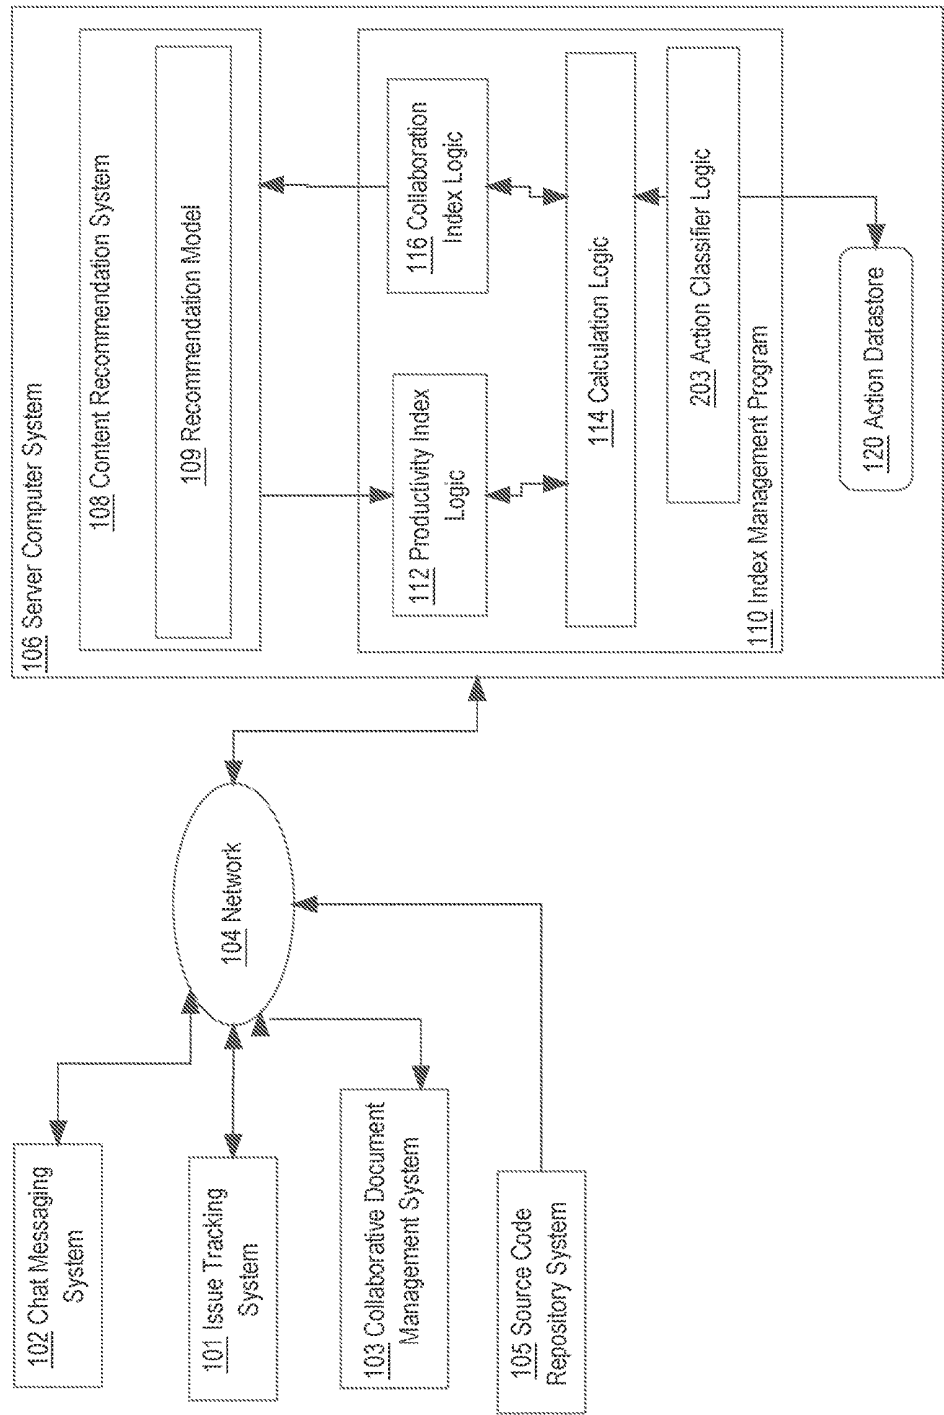 102 Chat Messaging
System
101 Issue Tracking
System
103 Collaborative Document
Management System
105 Source Code
Repository System
104 Network
106 Server Computer System
108 Content Recommendation System
109 Recommendation Model
112 Productivity Index
Logic
116 Collaboration
Index Logic
114 Calculation Logic
203 Action Classifier Logic
110 Index Management Program
120 Action Datastore